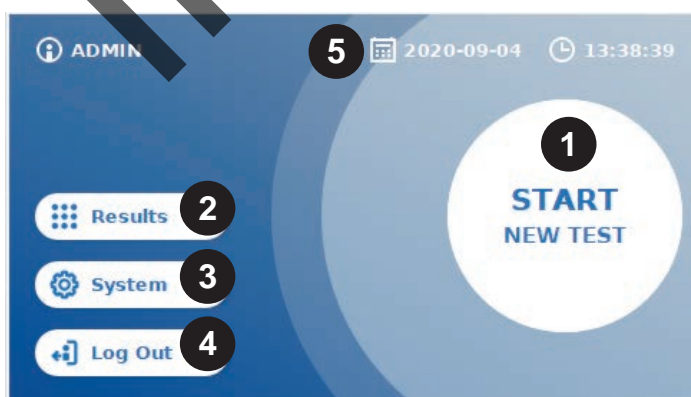 ADMIN 5 2020-09-04 13:38:39
1
START
NEW TEST
Results 2
System 3
Log Out 4